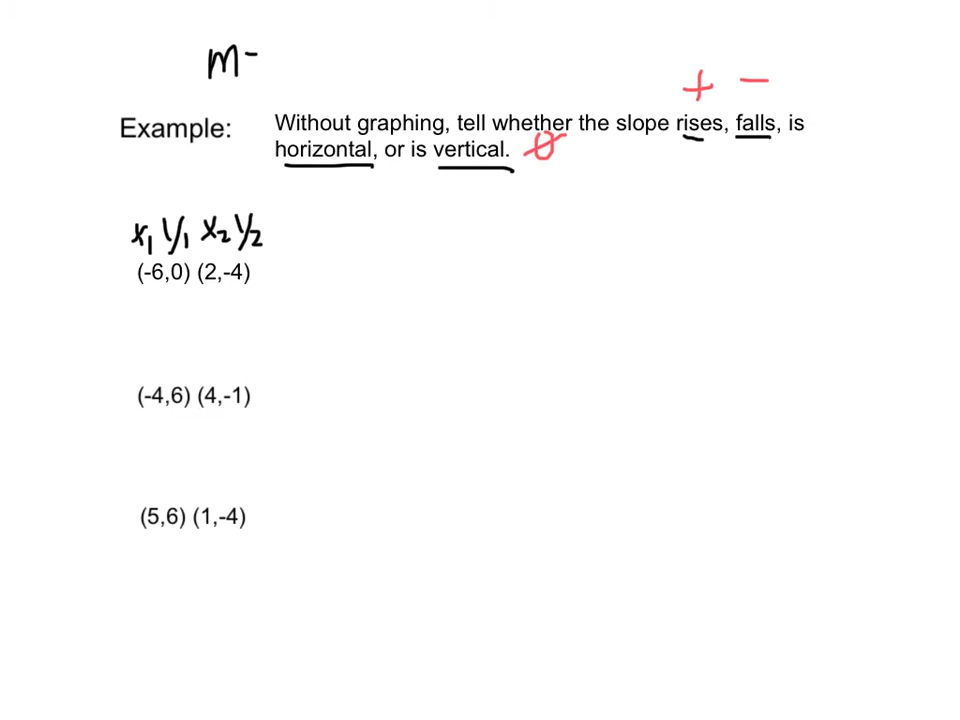 m-
+ -
Example: Without graphing, tell whether the slope rises, falls, is
horizontal, or is vertical. ∅
x₁ y₁ x₂ y₂
(-6,0) (2,-4)
(-4,6) (4,-1)
(5,6) (1,-4)